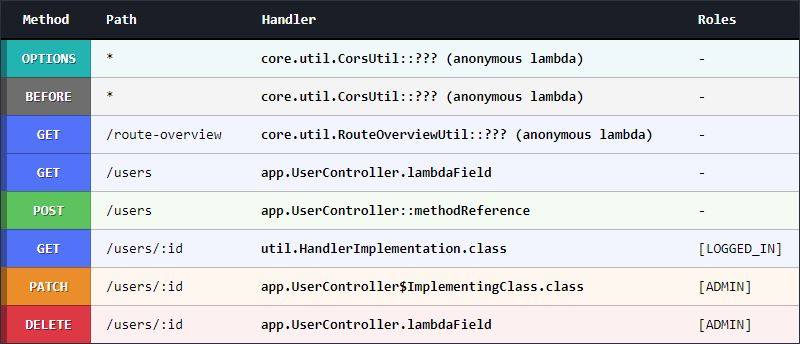 Method Path Handler Roles
OPTIONS * core.util.CorsUtil::??? (anonymous lambda) -
BEFORE * core.util.CorsUtil::??? (anonymous lambda) -
GET /route-overview core.util.RouteOverviewUtil::??? (anonymous lambda) -
GET /users app.UserController.lambdaField -
POST /users app.UserController::methodReference -
GET /users/:id util.HandlerImplementation.class [LOGGED_IN]
PATCH /users/:id app.UserController$ImplementingClass.class [ADMIN]
DELETE /users/:id app.UserController.lambdaField [ADMIN]